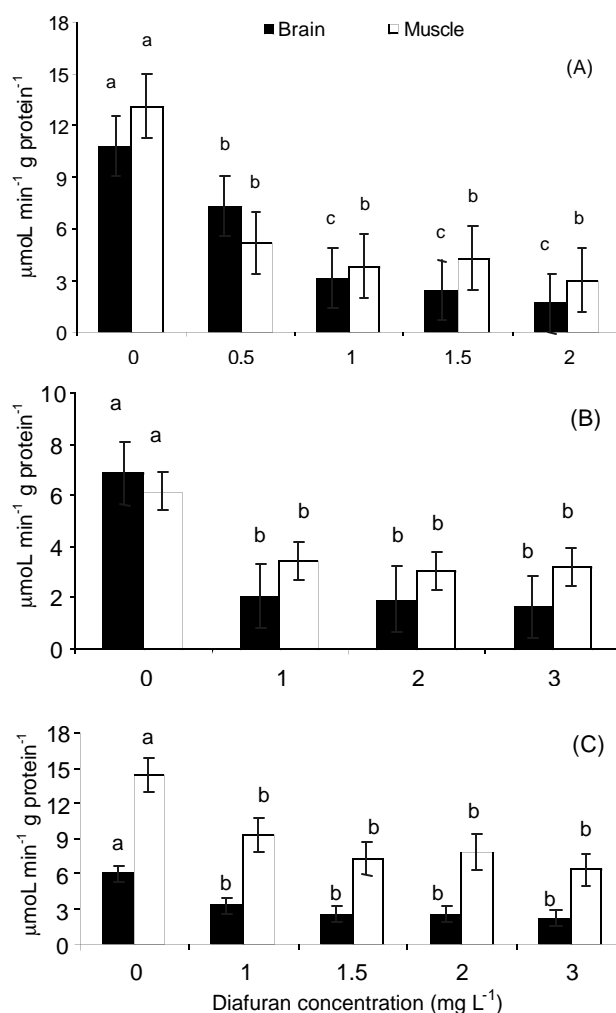 18
Brain
Muscle
a
a
(A)
15
12
b
b
9
b
b
b
6
c
c
c
3
0
0
0.5
1
1.5
2
µmoL min⁻¹ g protein⁻¹
10
a
a
(B)
8
b
b
b
6
b
b
b
4
2
0
0
1
2
3
µmoL min⁻¹ g protein⁻¹
18
a
(C)
15
b
b
b
b
12
9
a
6
b
b
b
b
3
0
0
1
1.5
2
3
µmoL min⁻¹ g protein⁻¹
Diafuran concentration (mg L⁻¹)